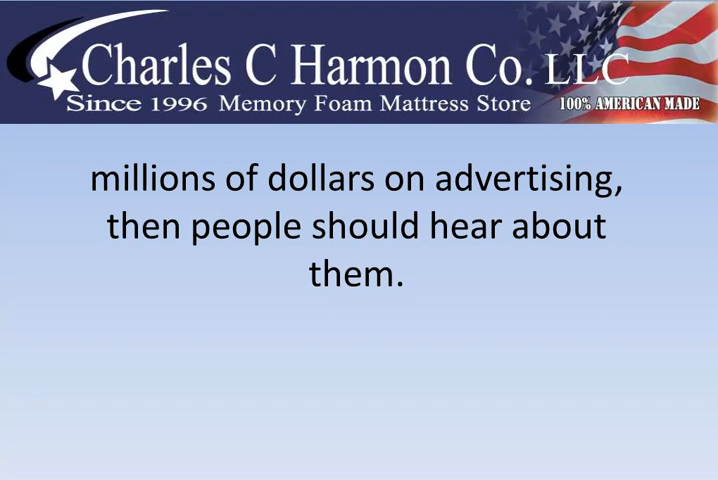 Charles C Harmon Co. LLC
Since 1996 Memory Foam Mattress Store 100% AMERICAN MADE
millions of dollars on advertising,
then people should hear about
them.